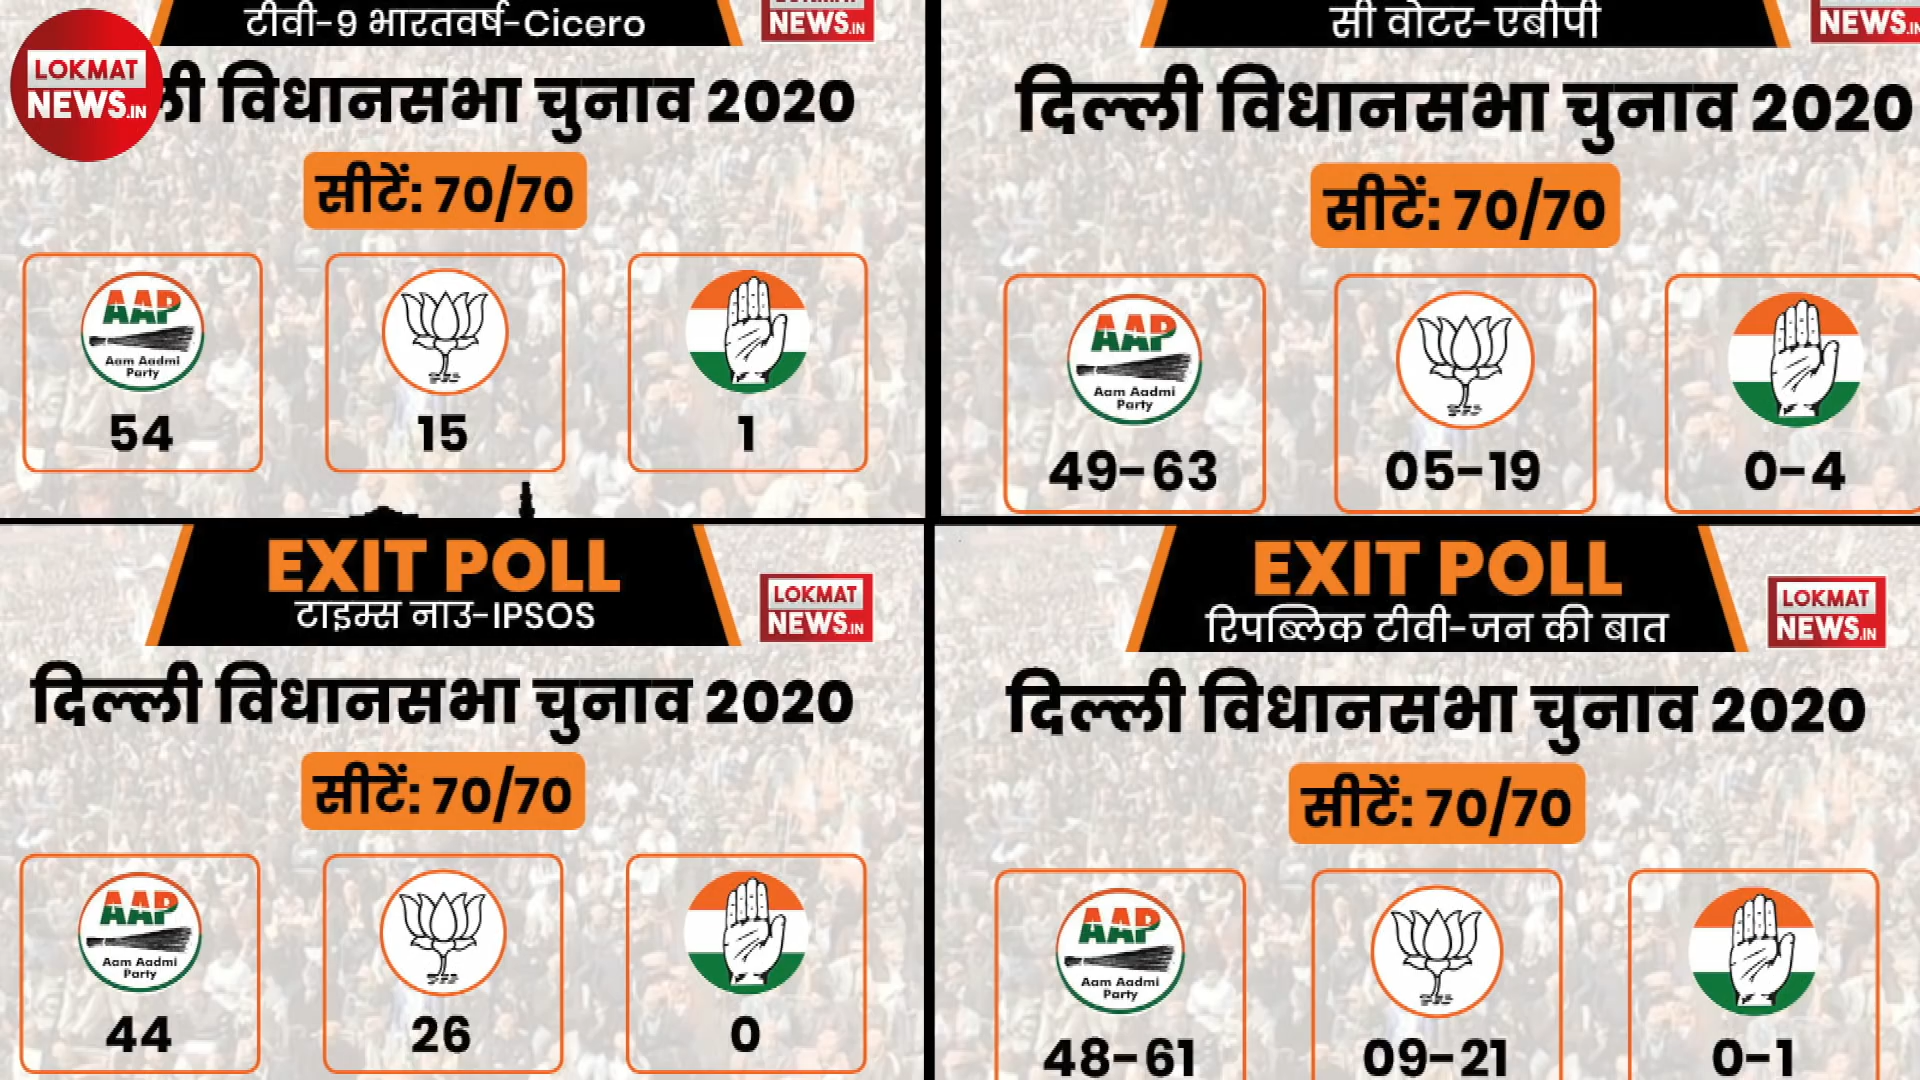 LOKMAT
NEWS.IN
टीवी-9 भारतवर्ष-Cicero
NEWS.IN
ली विधानसभा चुनाव 2020
सीटें: 70/70
AAP
Aam Aadmi
Party
54
15
1
सी वोटर-एबीपी
NEWS.IN
दिल्ली विधानसभा चुनाव 2020
सीटें: 70/70
AAP
Aam Aadmi
Party
49-63
05-19
0-4
EXIT POLL
टाइम्स नाउ-IPSOS
LOKMAT
NEWS.IN
दिल्ली विधानसभा चुनाव 2020
सीटें: 70/70
AAP
Aam Aadmi
Party
44
26
0
EXIT POLL
रिपब्लिक टीवी-जन की बात
LOKMAT
NEWS.IN
दिल्ली विधानसभा चुनाव 2020
सीटें: 70/70
AAP
Aam Aadmi
Party
48-61
09-21
0-1